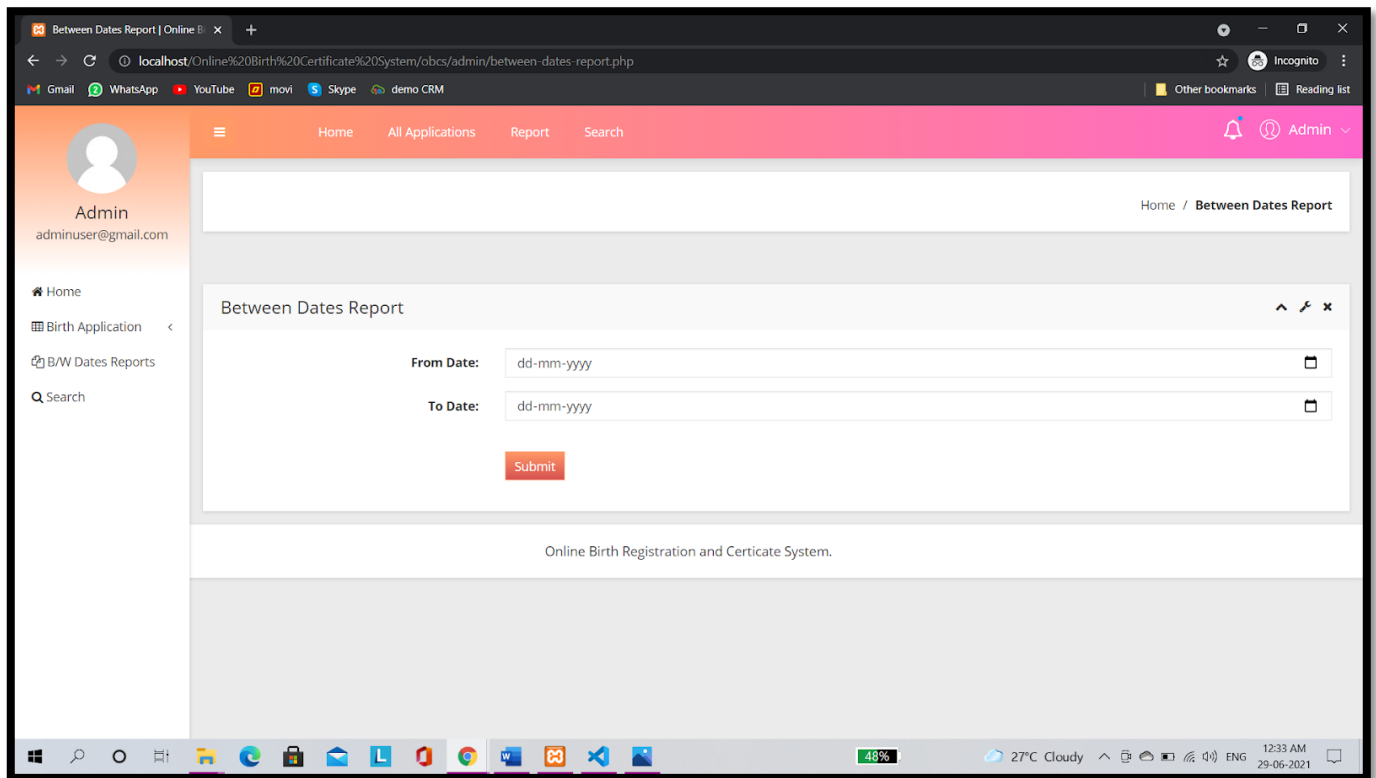 Between Dates Report | Online Bi
localhost/Online%20Birth%20Certificate%20System/obcs/admin/between-dates-report.php
Incognito
Gmail WhatsApp YouTube movi Skype demo CRM Other bookmarks Reading list
Home All Applications Report Search Admin
Admin
adminuser@gmail.com
Home / Between Dates Report
Home
Birth Application
B/W Dates Reports
Search
Between Dates Report
From Date: dd-mm-yyyy
To Date: dd-mm-yyyy
Submit
Online Birth Registration and Certicate System.
48% 27°C Cloudy ENG 12:33 AM
29-06-2021